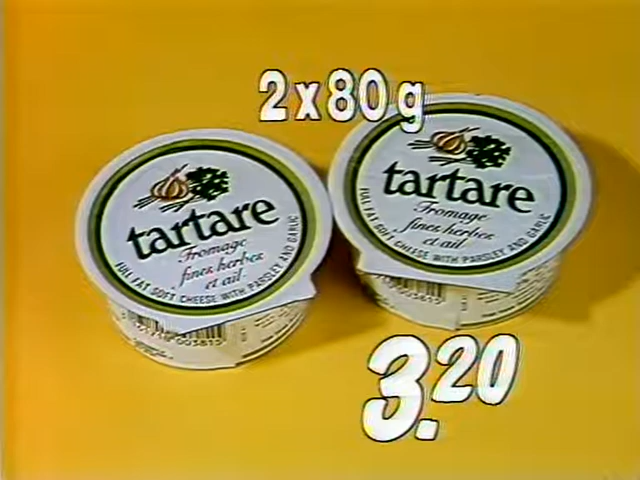 2x80g
tartare
Fromage
fines herbes
et ail
FULL FAT SOFT CHEESE WITH PARSLEY AND GARLIC
tartare
Fromage
fines herbes
et ail
FULL FAT SOFT CHEESE WITH PARSLEY AND GARLIC
3.20